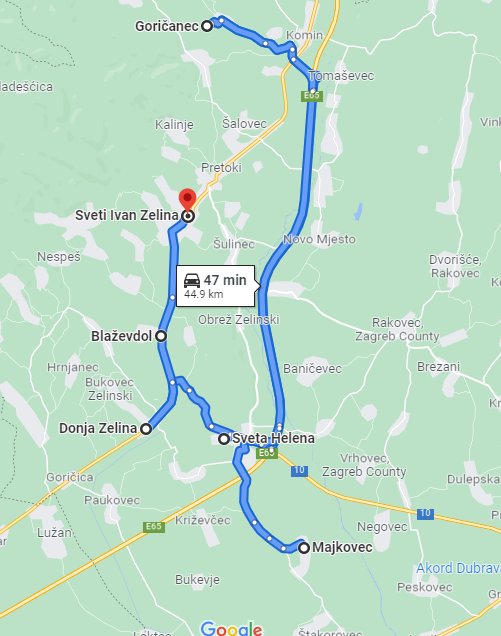 Goričanec
Komin
Tomaševec
E65
Kalinje
Šalovec
Pretoki
Sveti Ivan Zelina
Šulinec
Novo Mjesto
Nespeš
Dvorišće,
Rakovec
47 min
44.9 km
Obrež Zelinski
Rakovec,
Zagreb County
Blaževdol
Hrnjanec
Bukovec
Zelinski
Baničevec
Brezani
Donja Zelina
Sveta Helena
E65
10
Vrhovec,
Zagreb County
Goričica
Dulepska
Paukovec
10
E65
Križevčec
Negovec
Lužan
Majkovec
Akord Dubrava
Bukevje
Peskovec
Google
Štakorovec